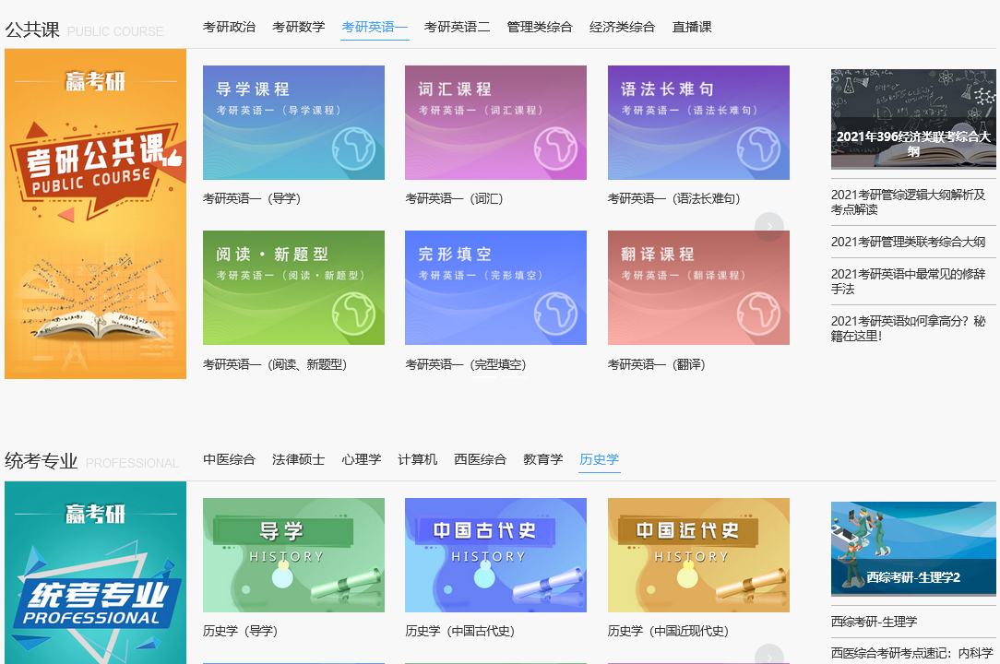 公共课 PUBLIC COURSE
考研政治 考研数学 考研英语一 考研英语二 管理类综合 经济类综合 直播课
赢考研
考研公共课
PUBLIC COURSE
导学课程
考研英语一（导学课程）
考研英语一（导学）
词汇课程
考研英语一（词汇课程）
考研英语一（词汇）
语法长难句
考研英语一（语法长难句）
考研英语一（语法长难句）
阅读·新题型
考研英语一（阅读·新题型）
考研英语一（阅读、新题型）
完形填空
考研英语一（完形填空）
考研英语一（完型填空）
翻译课程
考研英语一（翻译课程）
考研英语一（翻译）
2021年396经济类联考综合大
纲
2021考研管综逻辑大纲解析及
考点解读
2021考研管理类联考综合大纲
2021考研英语中最常见的修辞
手法
2021考研英语如何拿高分？秘
籍在这里！
统考专业 PROFESSIONAL
中医综合 法律硕士 心理学 计算机 西医综合 教育学 历史学
赢考研
统考专业
PROFESSIONAL
导学
HISTORY
历史学（导学）
中国古代史
HISTORY
历史学（中国古代史）
中国近代史
HISTORY
历史学（中国近现代史）
西综考研-生理学2
西综考研-生理学
西医综合考研考点速记：内科学